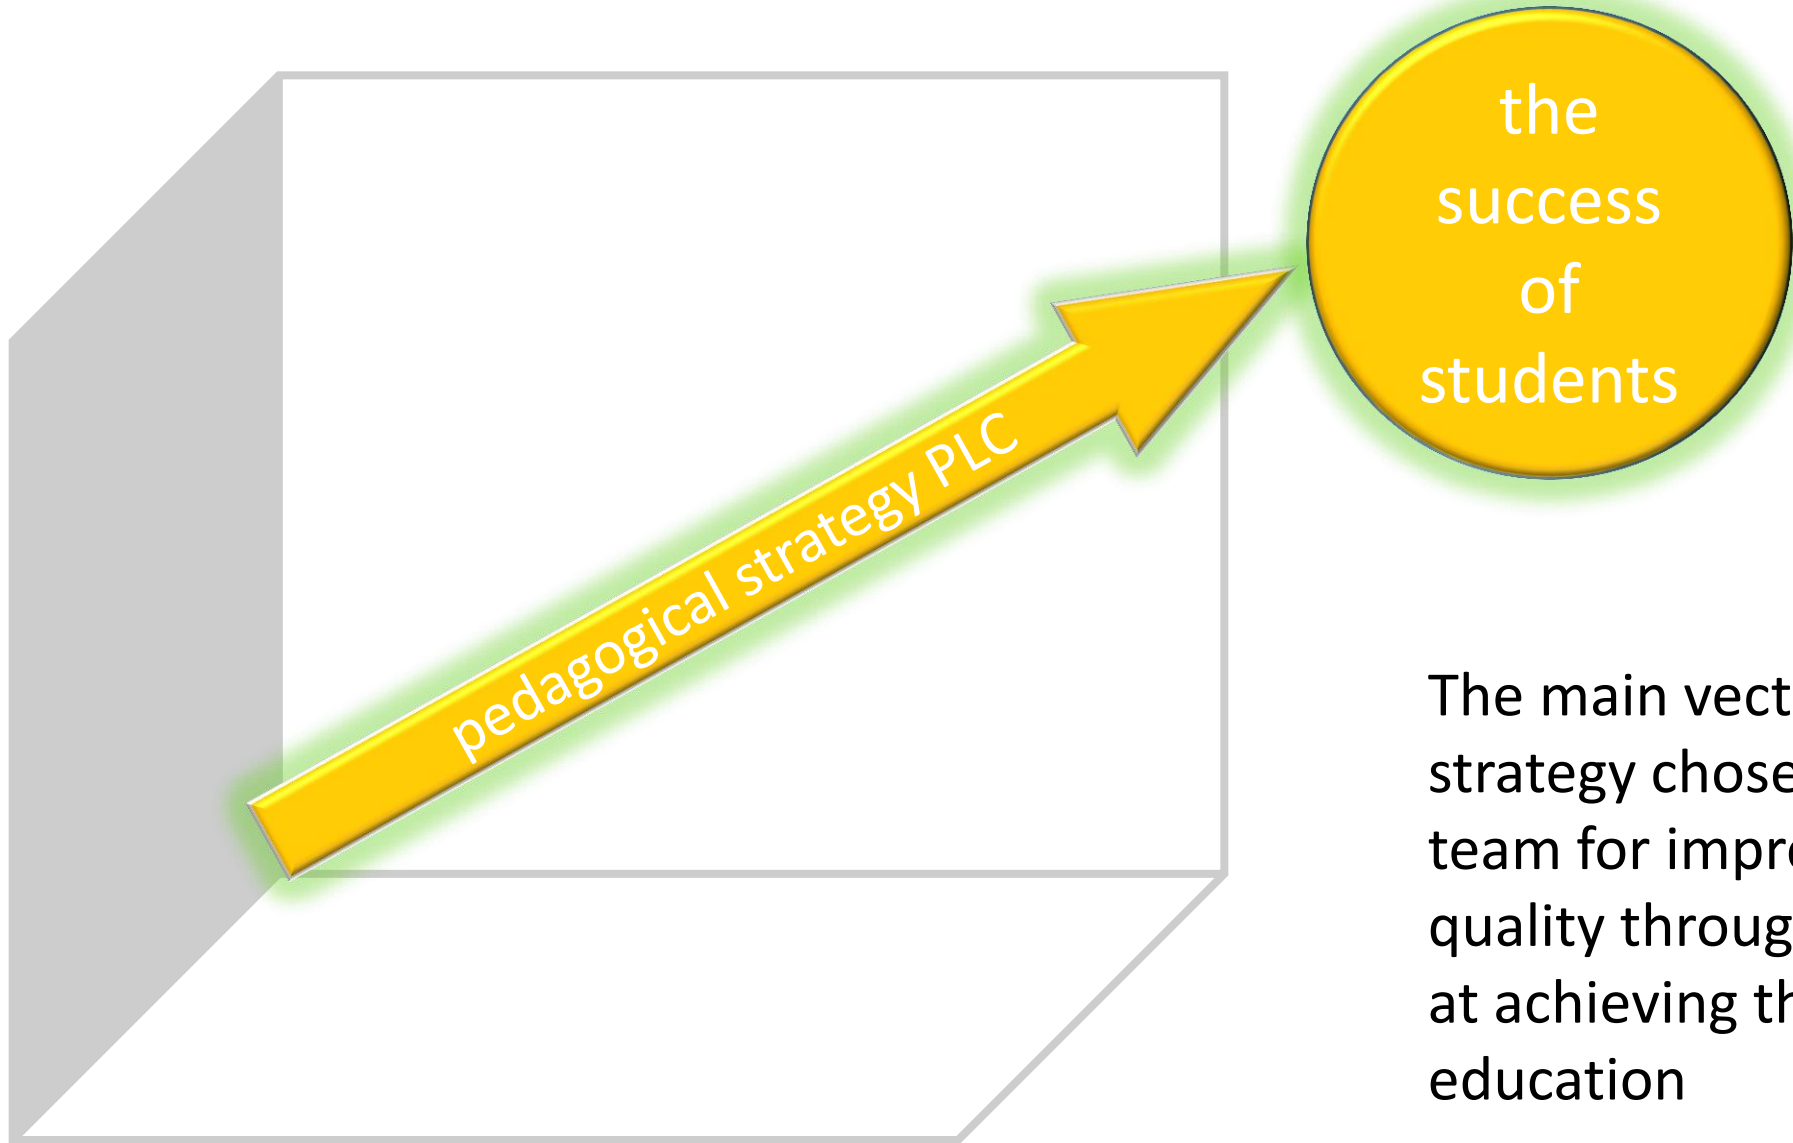 the
success
of
students
pedagogical strategy PLC
The main vect
strategy chose
team for impr
quality throug
at achieving th
education